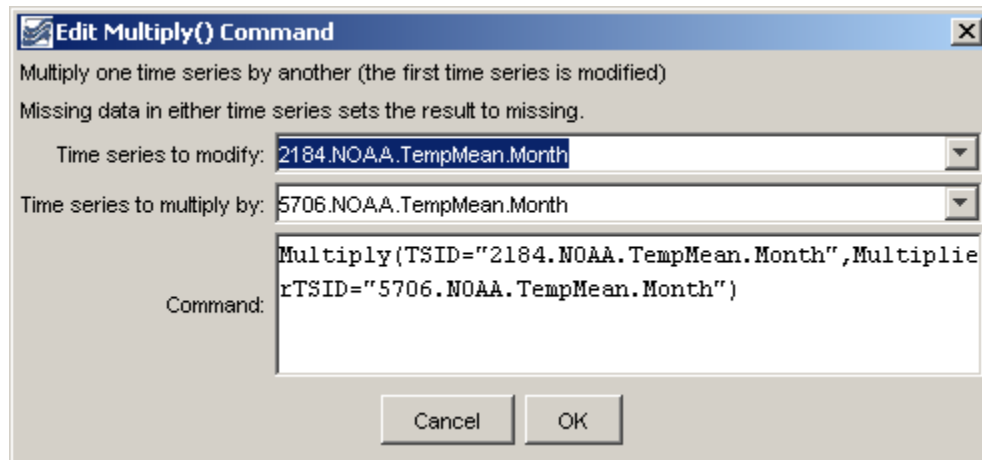 Edit Multiply() Command
Multiply one time series by another (the first time series is modified)
Missing data in either time series sets the result to missing.
Time series to modify: 2184.NOAA.TempMean.Month
Time series to multiply by: 5706.NOAA.TempMean.Month
Command: Multiply(TSID="2184.NOAA.TempMean.Month",Multiplie
rTSID="5706.NOAA.TempMean.Month")
Cancel OK